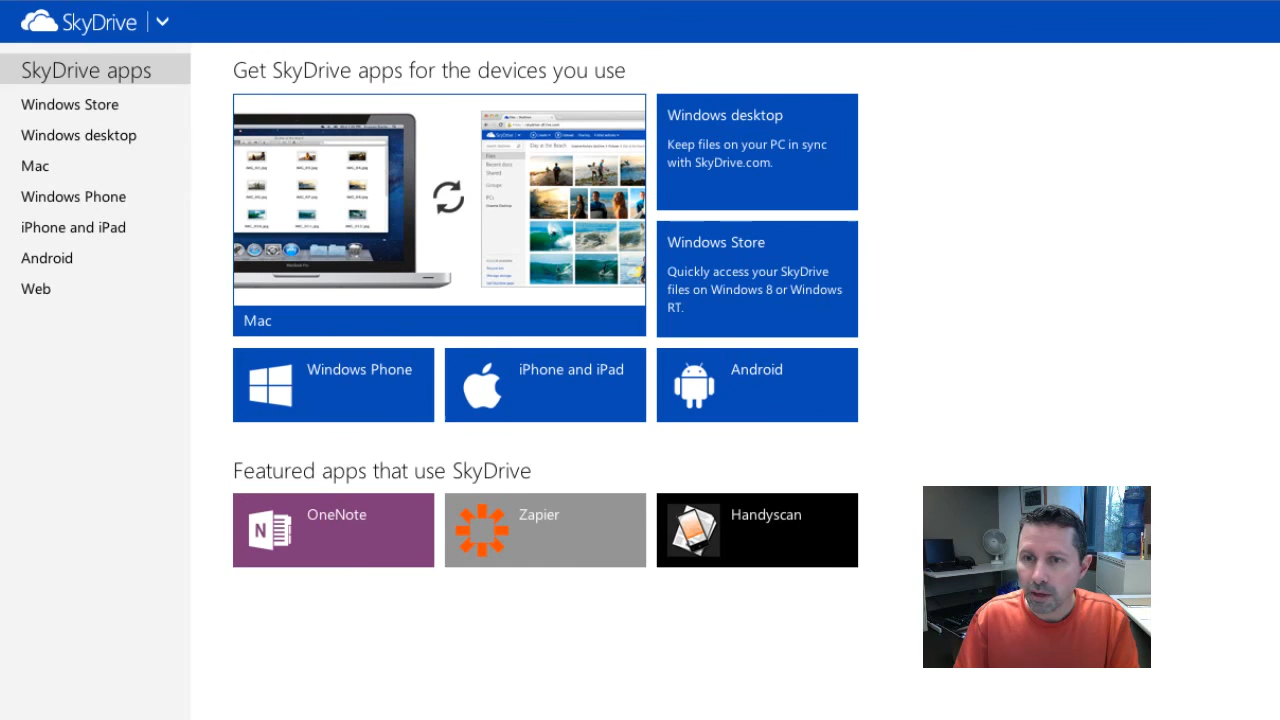 SkyDrive
SkyDrive apps
Windows Store
Windows desktop
Mac
Windows Phone
iPhone and iPad
Android
Web
Get SkyDrive apps for the devices you use
Mac
Windows desktop
Keep files on your PC in sync
with SkyDrive.com.
Windows Store
Quickly access your SkyDrive
files on Windows 8 or Windows
RT.
Windows Phone
iPhone and iPad
Android
Featured apps that use SkyDrive
N
OneNote
Zapier
Handyscan